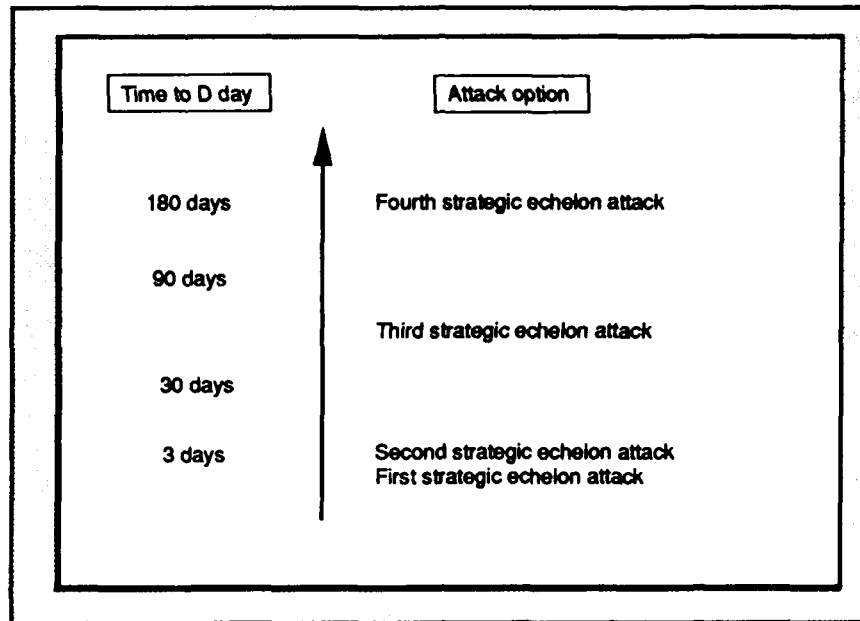 Time to D day
Attack option
180 days
Fourth strategic echelon attack
90 days
Third strategic echelon attack
30 days
3 days
Second strategic echelon attack
First strategic echelon attack